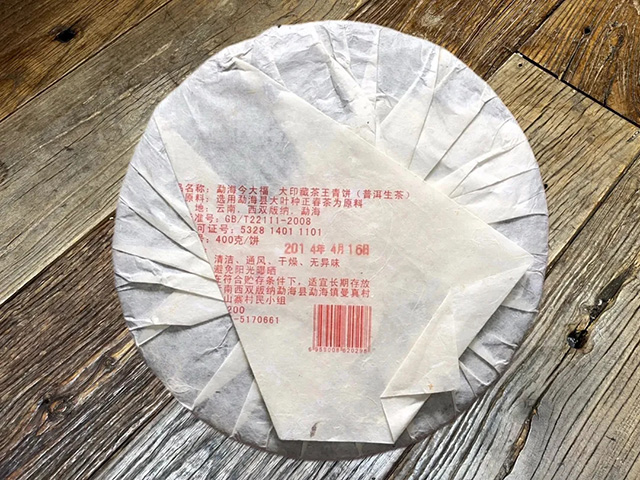 品名称：勐海今大福 大印藏茶王青饼（普洱生茶）
原料：选用勐海县大叶种正春茶为原料
地：云南、西双版纳、勐海
准号：GB/T22111-2008
可证号：5328 1401 1101
号：400克/饼
2014年4月16日
清洁、通风、干燥、无异味
避免阳光曝晒
在符合贮存条件下，适宜长期存放
南西双版纳勐海县勐海镇曼真村
山寨村民小组
200
-5170661